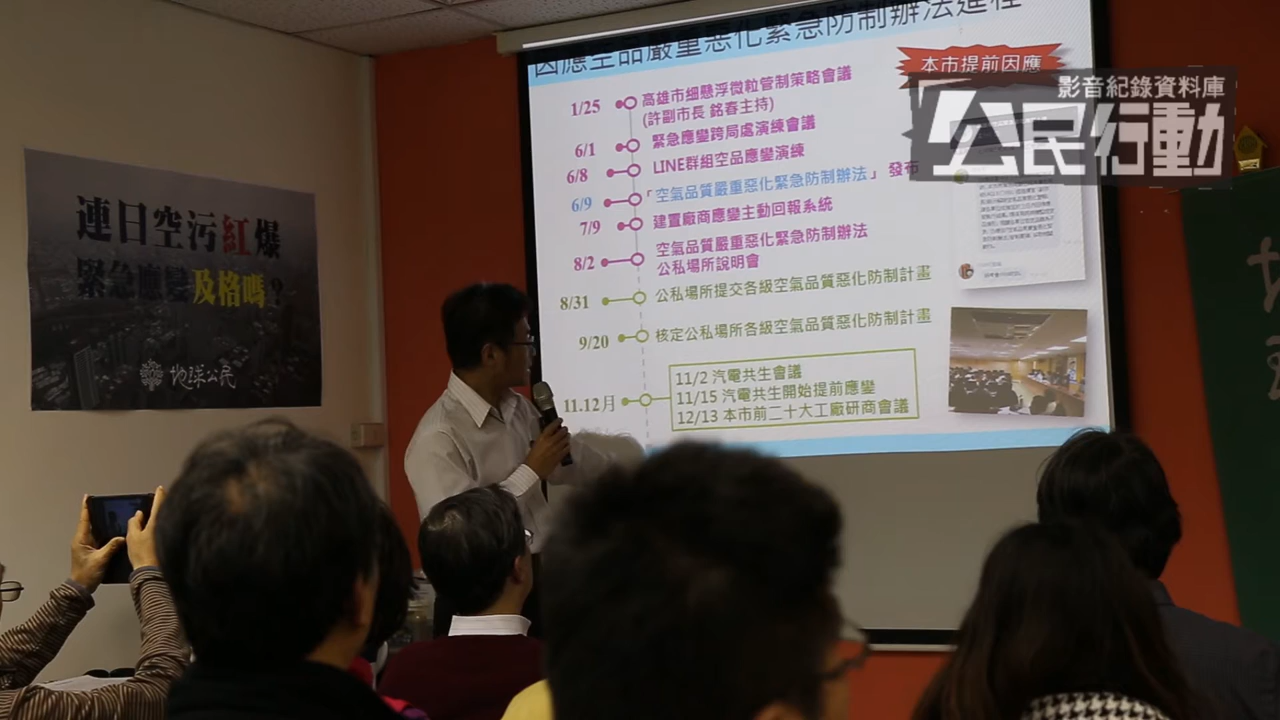 因應空品嚴重惡化緊急防制辦法進程
本市提前因應
影音紀錄資料庫
公民行動
1/25 高雄市細懸浮微粒管制策略會議
(許副市長 銘春主持)
6/1 緊急應變跨局處演練會議
6/8 LINE群組空品應變演練
6/9 「空氣品質嚴重惡化緊急防制辦法」發布
7/9 建置廠商應變主動回報系統
8/2 空氣品質嚴重惡化緊急防制辦法
公私場所說明會
8/31 公私場所提交各級空氣品質惡化防制計畫
9/20 核定公私場所各級空氣品質惡化防制計畫
11.12月 11/2 汽電共生會議
11/15 汽電共生開始提前應變
12/13 本市前二十大工廠研商會議
連日空污紅爆
緊急應變及格嗎?
地球公民